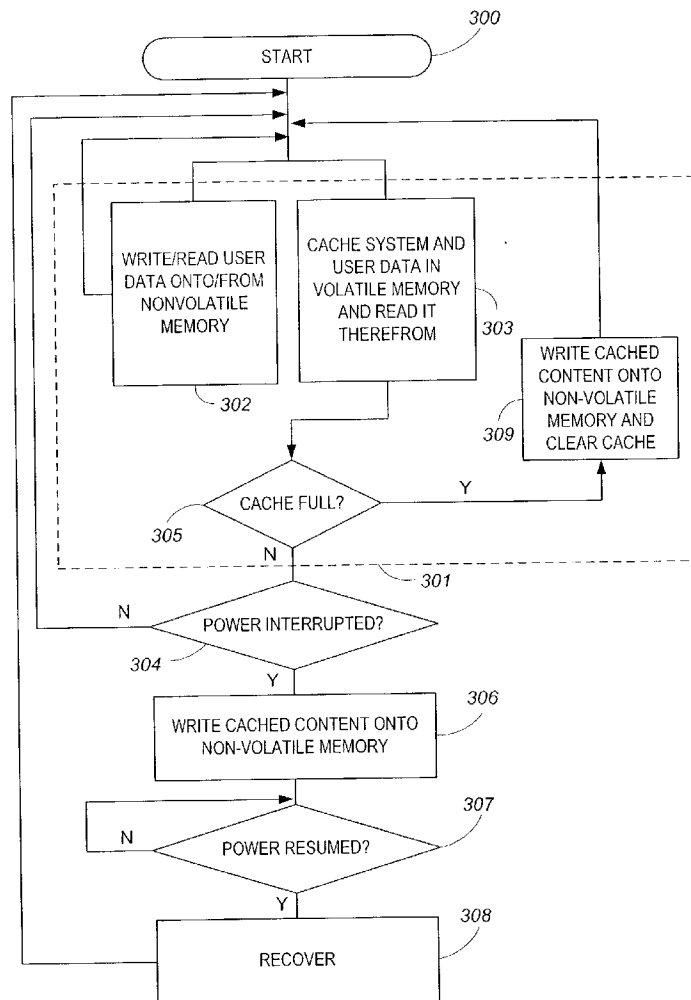 300
START
WRITE/READ USER
DATA ONTO/FROM
NONVOLATILE
MEMORY
302
CACHE SYSTEM AND
USER DATA IN
VOLATILE MEMORY
AND READ IT
THEREFROM
303
WRITE CACHED
CONTENT ONTO
NON-VOLATILE
MEMORY AND
CLEAR CACHE
309
CACHE FULL?
305
Y
N
301
POWER INTERRUPTED?
N
304
Y
WRITE CACHED CONTENT ONTO
NON-VOLATILE MEMORY
306
POWER RESUMED?
307
N
Y
RECOVER
308